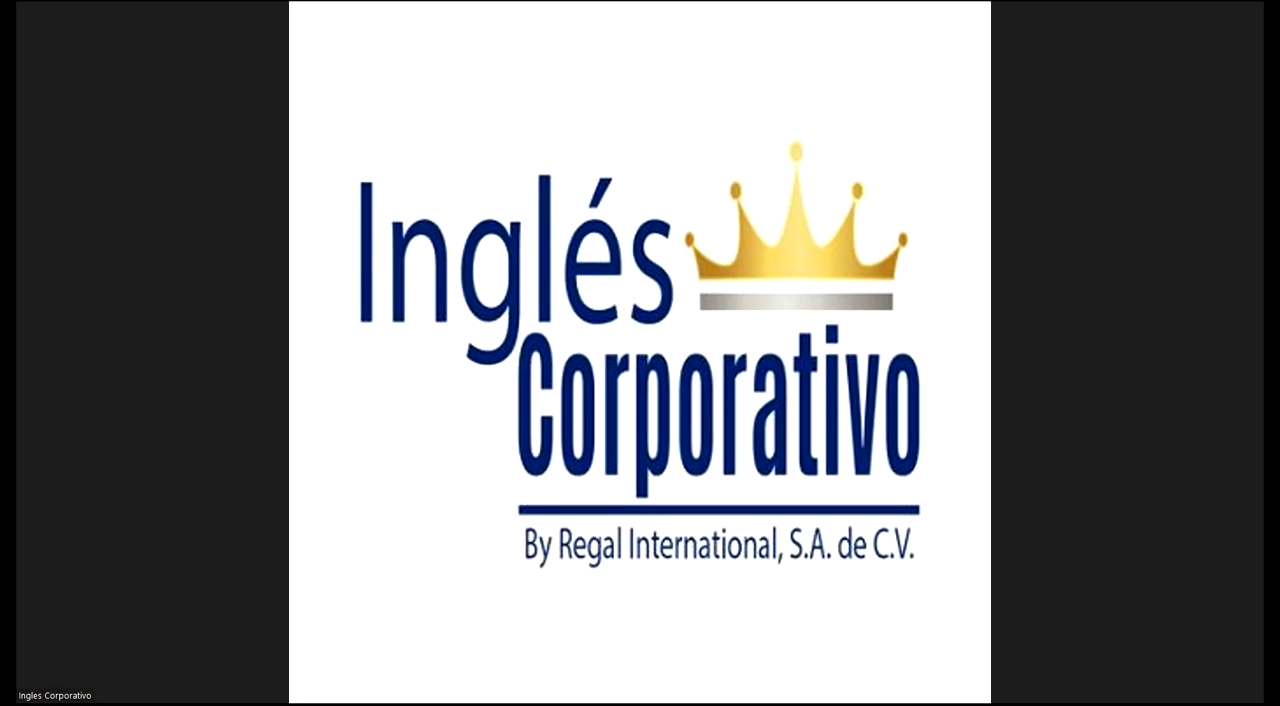 Inglés
Corporativo
By Regal International, S.A. de C.V.
Ingles Corporativo